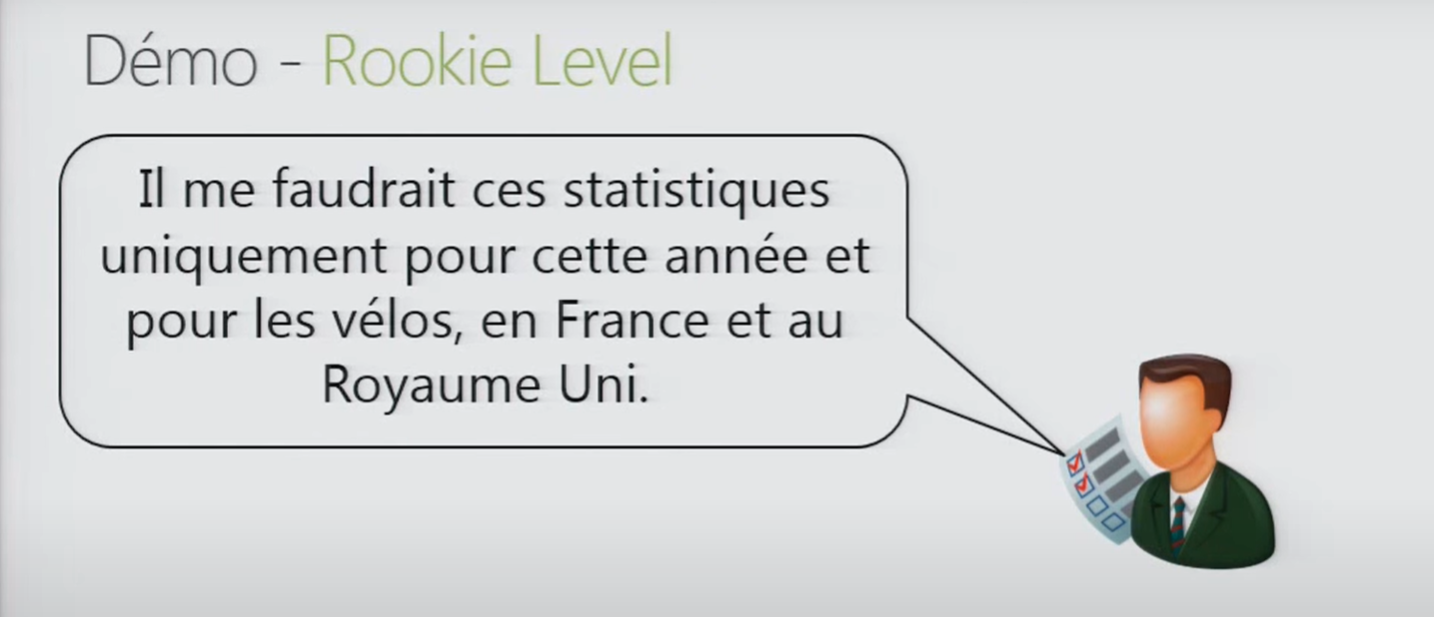 Démo - Rookie Level
Il me faudrait ces statistiques
uniquement pour cette année et
pour les vélos, en France et au
Royaume Uni.